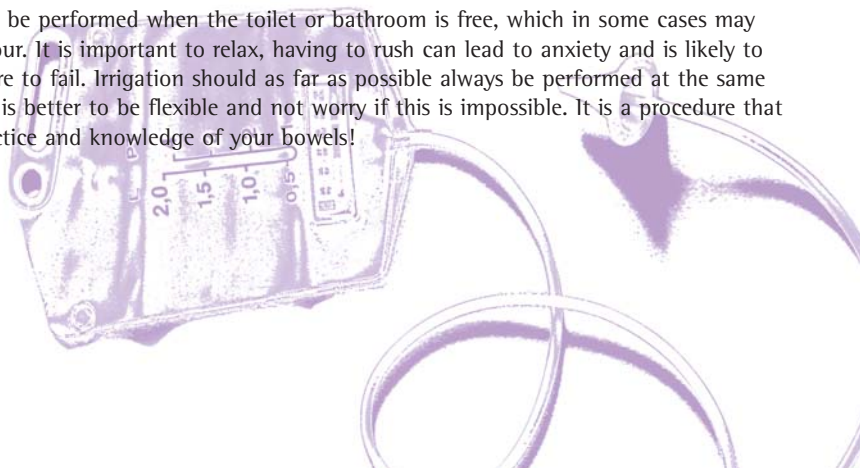 be performed when the toilet or bathroom is free, which in some cases may
our. It is important to relax, having to rush can lead to anxiety and is likely to
re to fail. Irrigation should as far as possible always be performed at the same
is better to be flexible and not worry if this is impossible. It is a procedure that
ctice and knowledge of your bowels!
2,0
1,5
1,0
0,5